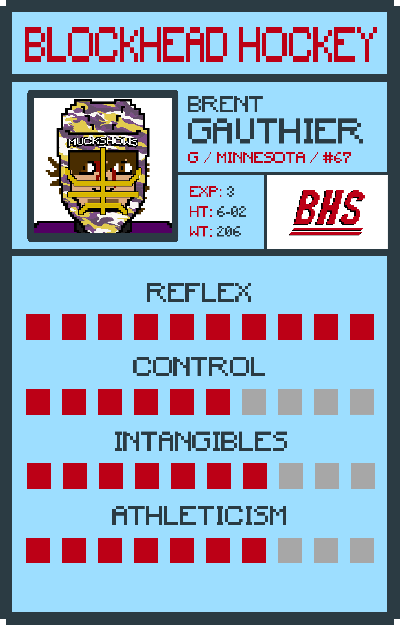 BLOCKHEAD HOCKEY
BRENT
GAUTHIER
G / MINNESOTA / #67
MUCKSHOTS
EXP: 3
HT: 6-02
WT: 206
BHS
REFLEX
CONTROL
INTANGIBLES
ATHLETICISM